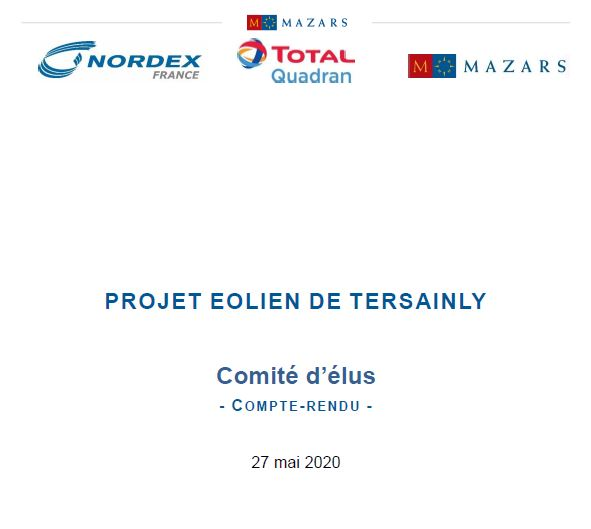 M MAZARS
NORDEX
FRANCE
TOTAL
Quadran
M MAZARS
PROJET EOLIEN DE TERSAINLY
Comité d’élus
- COMPTE-RENDU -
27 mai 2020